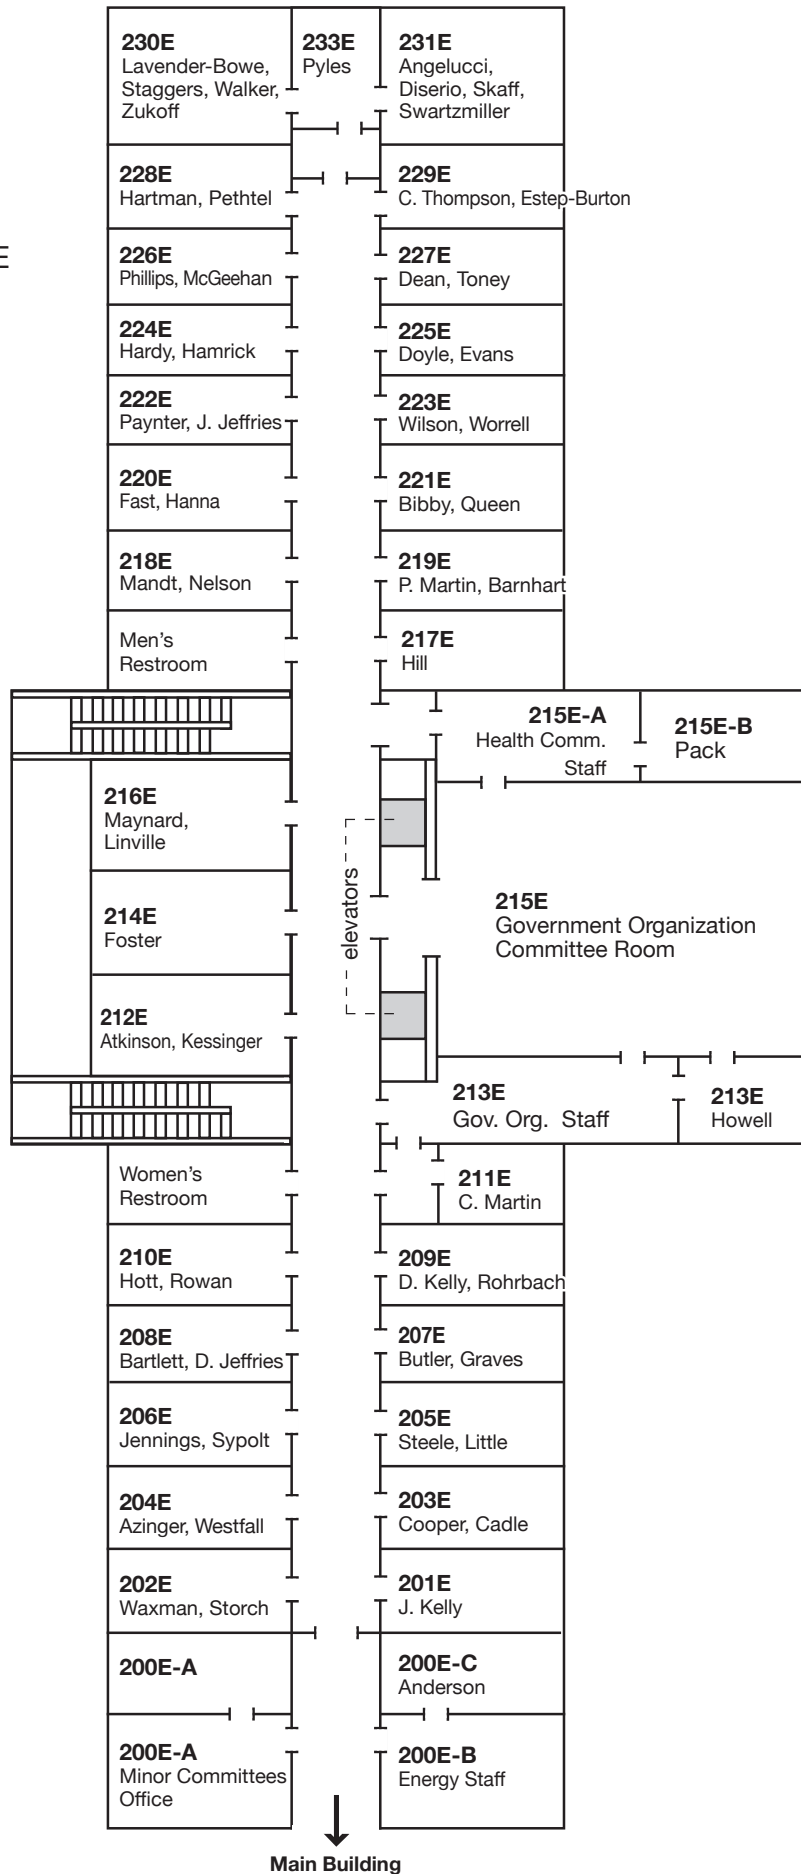 230E
Lavender-Bowe,
Staggers, Walker,
Zukoff
233E
Pyles
231E
Angelucci,
Diserio, Skaff,
Swartzmiller
228E
Hartman, Pethtel
229E
C. Thompson, Estep-Burton
E
226E
Phillips, McGeehan
227E
Dean, Toney
224E
Hardy, Hamrick
225E
Doyle, Evans
222E
Paynter, J. Jeffries
223E
Wilson, Worrell
220E
Fast, Hanna
221E
Bibby, Queen
218E
Mandt, Nelson
219E
P. Martin, Barnhart
Men's
Restroom
217E
Hill
215E-A
Health Comm.
Staff
215E-B
Pack
216E
Maynard,
Linville
elevators
214E
Foster
215E
Government Organization
Committee Room
212E
Atkinson, Kessinger
213E
Gov. Org. Staff
213E
Howell
Women's
Restroom
211E
C. Martin
210E
Hott, Rowan
209E
D. Kelly, Rohrbach
208E
Bartlett, D. Jeffries
207E
Butler, Graves
206E
Jennings, Sypolt
205E
Steele, Little
204E
Azinger, Westfall
203E
Cooper, Cadle
202E
Waxman, Storch
201E
J. Kelly
200E-A
200E-C
Anderson
200E-A
Minor Committees
Office
200E-B
Energy Staff
Main Building